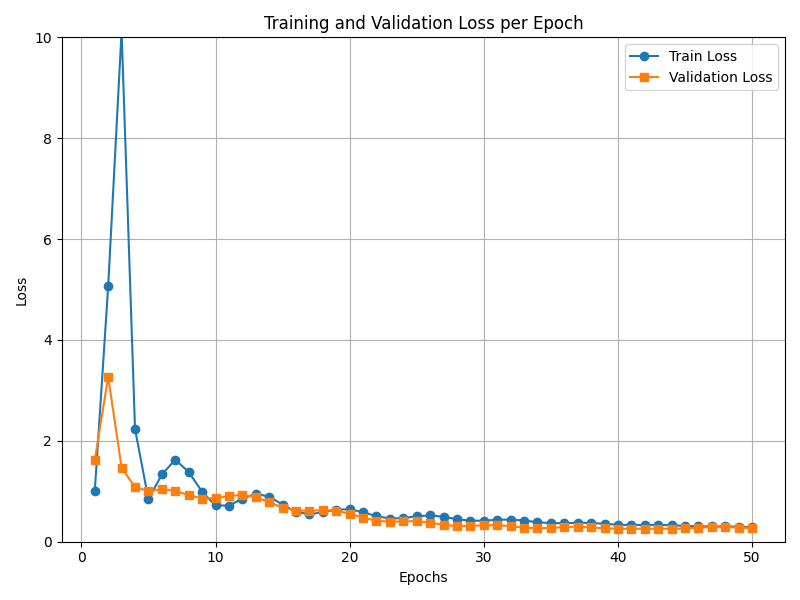 Training and Validation Loss per Epoch
Train Loss
Validation Loss
10
8
6
4
2
0
Loss
0 10 20 30 40 50
Epochs